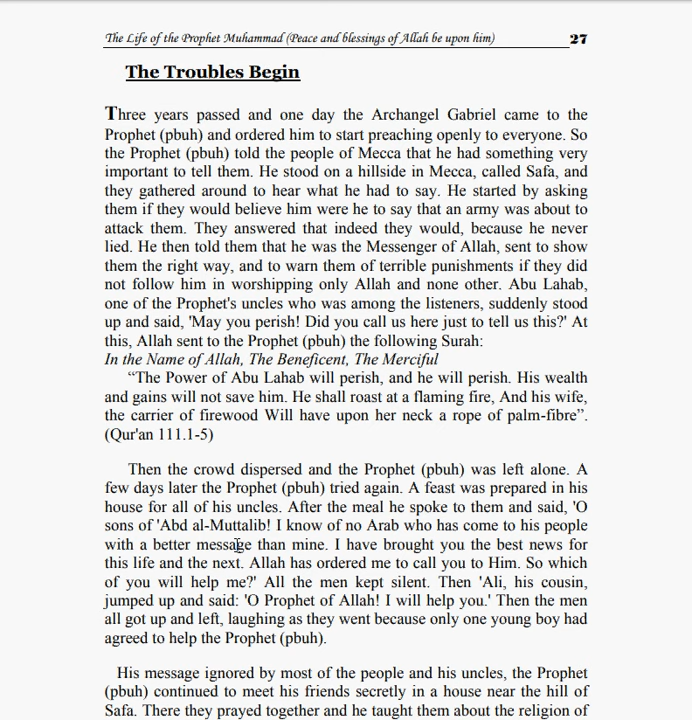 The Life of the Prophet Muhammad (Peace and blessings of Allah be upon him) 27
The Troubles Begin
Three years passed and one day the Archangel Gabriel came to the
Prophet (pbuh) and ordered him to start preaching openly to everyone. So
the Prophet (pbuh) told the people of Mecca that he had something very
important to tell them. He stood on a hillside in Mecca, called Safa, and
they gathered around to hear what he had to say. He started by asking
them if they would believe him were he to say that an army was about to
attack them. They answered that indeed they would, because he never
lied. He then told them that he was the Messenger of Allah, sent to show
them the right way, and to warn them of terrible punishments if they did
not follow him in worshipping only Allah and none other. Abu Lahab,
one of the Prophet's uncles who was among the listeners, suddenly stood
up and said, 'May you perish! Did you call us here just to tell us this?' At
this, Allah sent to the Prophet (pbuh) the following Surah:
In the Name of Allah, The Beneficent, The Merciful
“The Power of Abu Lahab will perish, and he will perish. His wealth
and gains will not save him. He shall roast at a flaming fire, And his wife,
the carrier of firewood Will have upon her neck a rope of palm-fibre”.
(Qur'an 111.1-5)
Then the crowd dispersed and the Prophet (pbuh) was left alone. A
few days later the Prophet (pbuh) tried again. A feast was prepared in his
house for all of his uncles. After the meal he spoke to them and said, 'O
sons of 'Abd al-Muttalib! I know of no Arab who has come to his people
with a better message than mine. I have brought you the best news for
this life and the next. Allah has ordered me to call you to Him. So which
of you will help me?' All the men kept silent. Then 'Ali, his cousin,
jumped up and said: 'O Prophet of Allah! I will help you.' Then the men
all got up and left, laughing as they went because only one young boy had
agreed to help the Prophet (pbuh).
His message ignored by most of the people and his uncles, the Prophet
(pbuh) continued to meet his friends secretly in a house near the hill of
Safa. There they prayed together and he taught them about the religion of